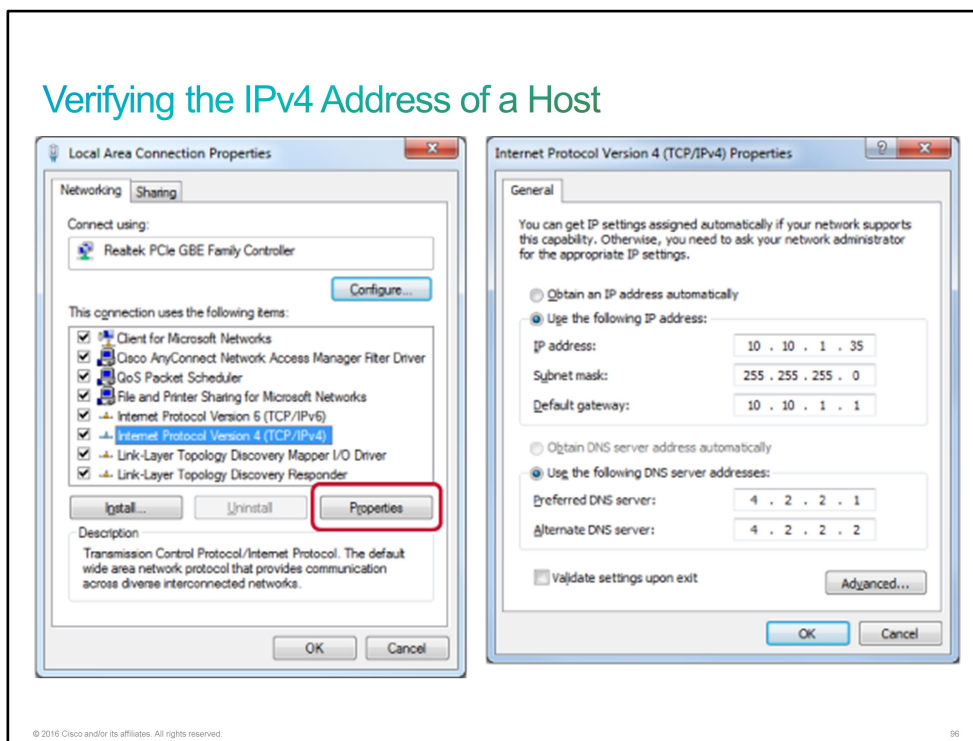 Verifying the IPv4 Address of a Host
Local Area Connection Properties
Networking
Sharing
Connect using:
Realtek PCIe GBE Family Controller
Configure...
This connection uses the following items:
Client for Microsoft Networks
Cisco AnyConnect Network Access Manager Filter Driver
QoS Packet Scheduler
File and Printer Sharing for Microsoft Networks
Internet Protocol Version 6 (TCP/IPv6)
Internet Protocol Version 4 (TCP/IPv4)
Link-Layer Topology Discovery Mapper I/O Driver
Link-Layer Topology Discovery Responder
Install...
Uninstall
Properties
Description
Transmission Control Protocol/Internet Protocol. The default
wide area network protocol that provides communication
across diverse interconnected networks.
OK
Cancel
Internet Protocol Version 4 (TCP/IPv4) Properties
General
You can get IP settings assigned automatically if your network supports
this capability. Otherwise, you need to ask your network administrator
for the appropriate IP settings.
Obtain an IP address automatically
Use the following IP address:
IP address: 10 . 10 . 1 . 35
Subnet mask: 255 . 255 . 255 . 0
Default gateway: 10 . 10 . 1 . 1
Obtain DNS server address automatically
Use the following DNS server addresses:
Preferred DNS server: 4 . 2 . 2 . 1
Alternate DNS server: 4 . 2 . 2 . 2
Validate settings upon exit
Advanced...
OK
Cancel
© 2016 Cisco and/or its affiliates. All rights reserved.
96